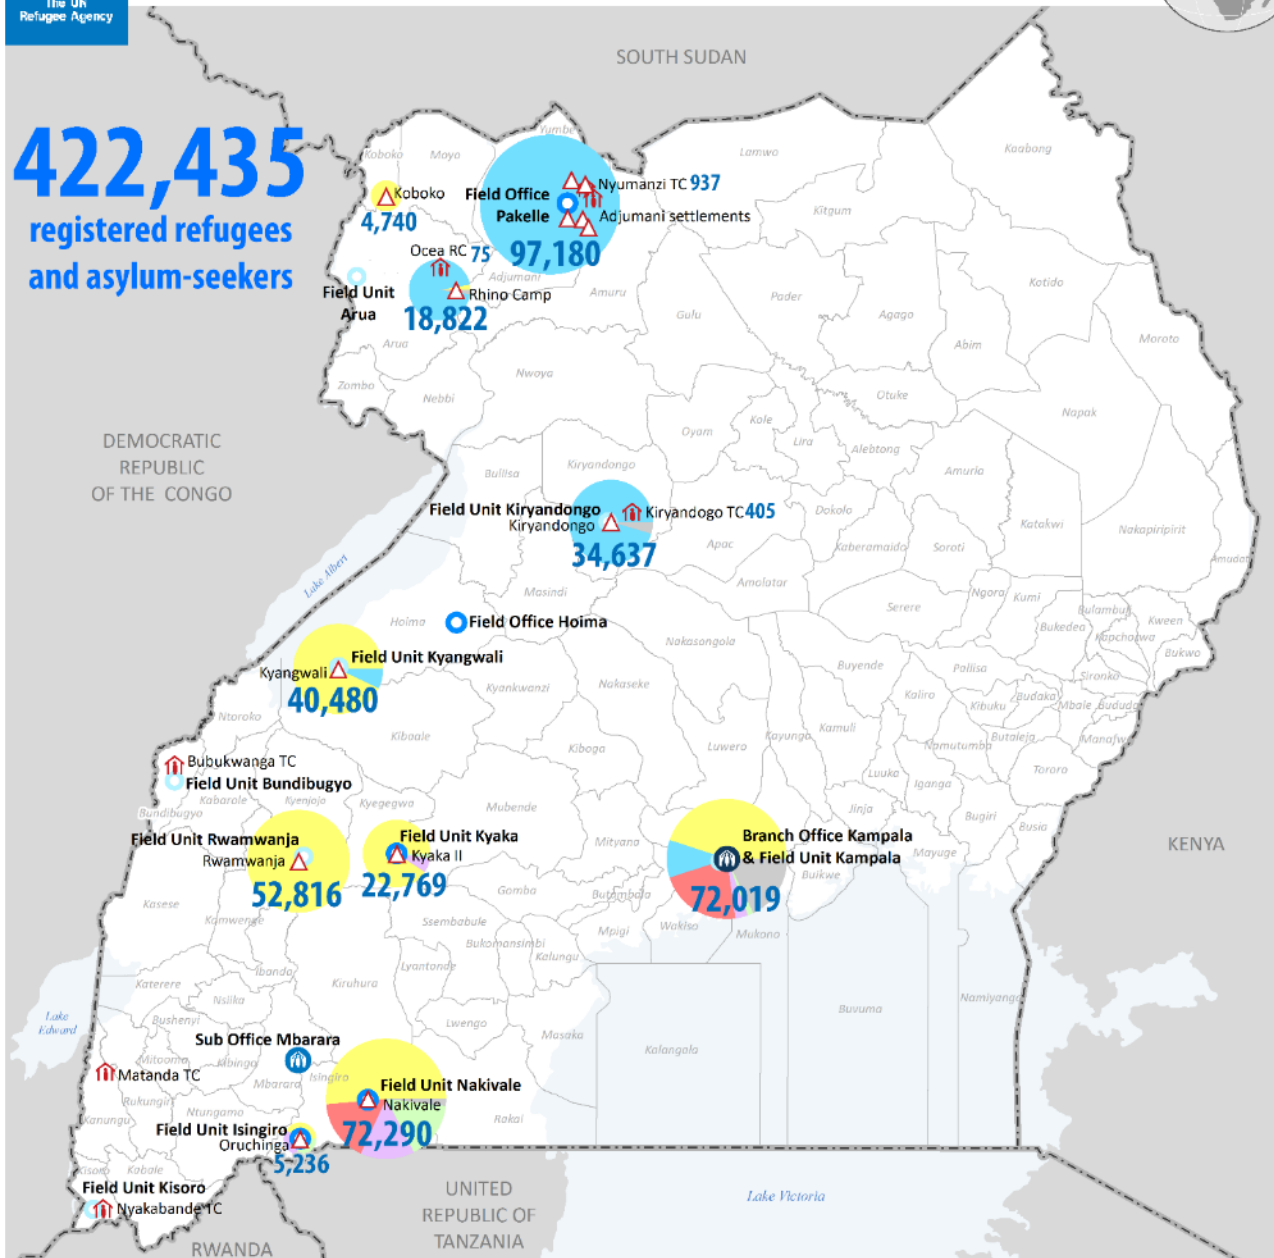 The UN
Refugee Agency
SOUTH SUDAN
422,435
registered refugees
and asylum-seekers
Yumbe
Koboko
Moyo
Lamwo
Kaabong
Koboko
4,740
Field Office
Pakelle
Nyumanzi TC 937
Adjumani settlements
97,180
Kitgum
Ocea RC 75
Adjumani
Rhino Camp
18,822
Field Unit
Arua
Amuru
Gulu
Pader
Agago
Kotido
Abim
Moroto
Arua
Zombo
Nebbi
Nwoya
Otuke
Napak
DEMOCRATIC
REPUBLIC
OF THE CONGO
Oyam
Kole
Lira
Alebtong
Amuria
Buliisa
Kiryandongo
Field Unit Kiryandongo
Kiryandongo
Kiryandogo TC 405
34,637
Apac
Dokolo
Kaberamaido
Soroti
Katakwi
Nakapiripirit
Amudat
Lake Albert
Masindi
Amolatar
Serere
Ngora
Kumi
Bulambuli
Kween
Bukedea
Kapchorwa
Bukwo
Hoima
Field Office Hoima
Nakasongola
Field Unit Kyangwali
Kyangwali
40,480
Kyankwanzi
Nakaseke
Buyende
Pallisa
Sironko
Kaliro
Kibuku
Budaka
Mbale
Bududa
Ntoroko
Kibaale
Kiboga
Luwero
Kayunga
Kamuli
Namutumba
Butaleja
Manafwa
Bubukwanga TC
Field Unit Bundibugyo
Luuka
Iganga
Tororo
Bundibugyo
Kabarole
Kyenjojo
Kyegegwa
Mubende
Jinja
Bugiri
Busia
Field Unit Rwamwanja
Rwamwanja
52,816
Field Unit Kyaka
Kyaka II
22,769
Mityana
Branch Office Kampala
& Field Unit Kampala
72,019
Mayuge
Buikwe
KENYA
Kasese
Kamwenge
Gomba
Butambala
Ssembabule
Mpigi
Wakiso
Mukono
Bukomansimbi
Kalungu
Lyantonde
Ibanda
Kiruhura
Katerere
Nsiika
Bushenyi
Lake
Edward
Buvuma
Namiyango
Lwengo
Masaka
Kalangala
Sub Office Mbarara
Mitooma
Kibingo
Mbarara
Isingiro
Matanda TC
Rukungiri
Field Unit Nakivale
Nakivale
72,290
Kanungu
Ntungamo
Rakai
Field Unit Isingiro
Oruchinga
5,236
Kisoro
Kabale
Field Unit Kisoro
Nyakabande TC
RWANDA
UNITED
REPUBLIC OF
TANZANIA
Lake Victoria